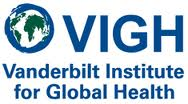 VIGH
Vanderbilt Institute
for Global Health